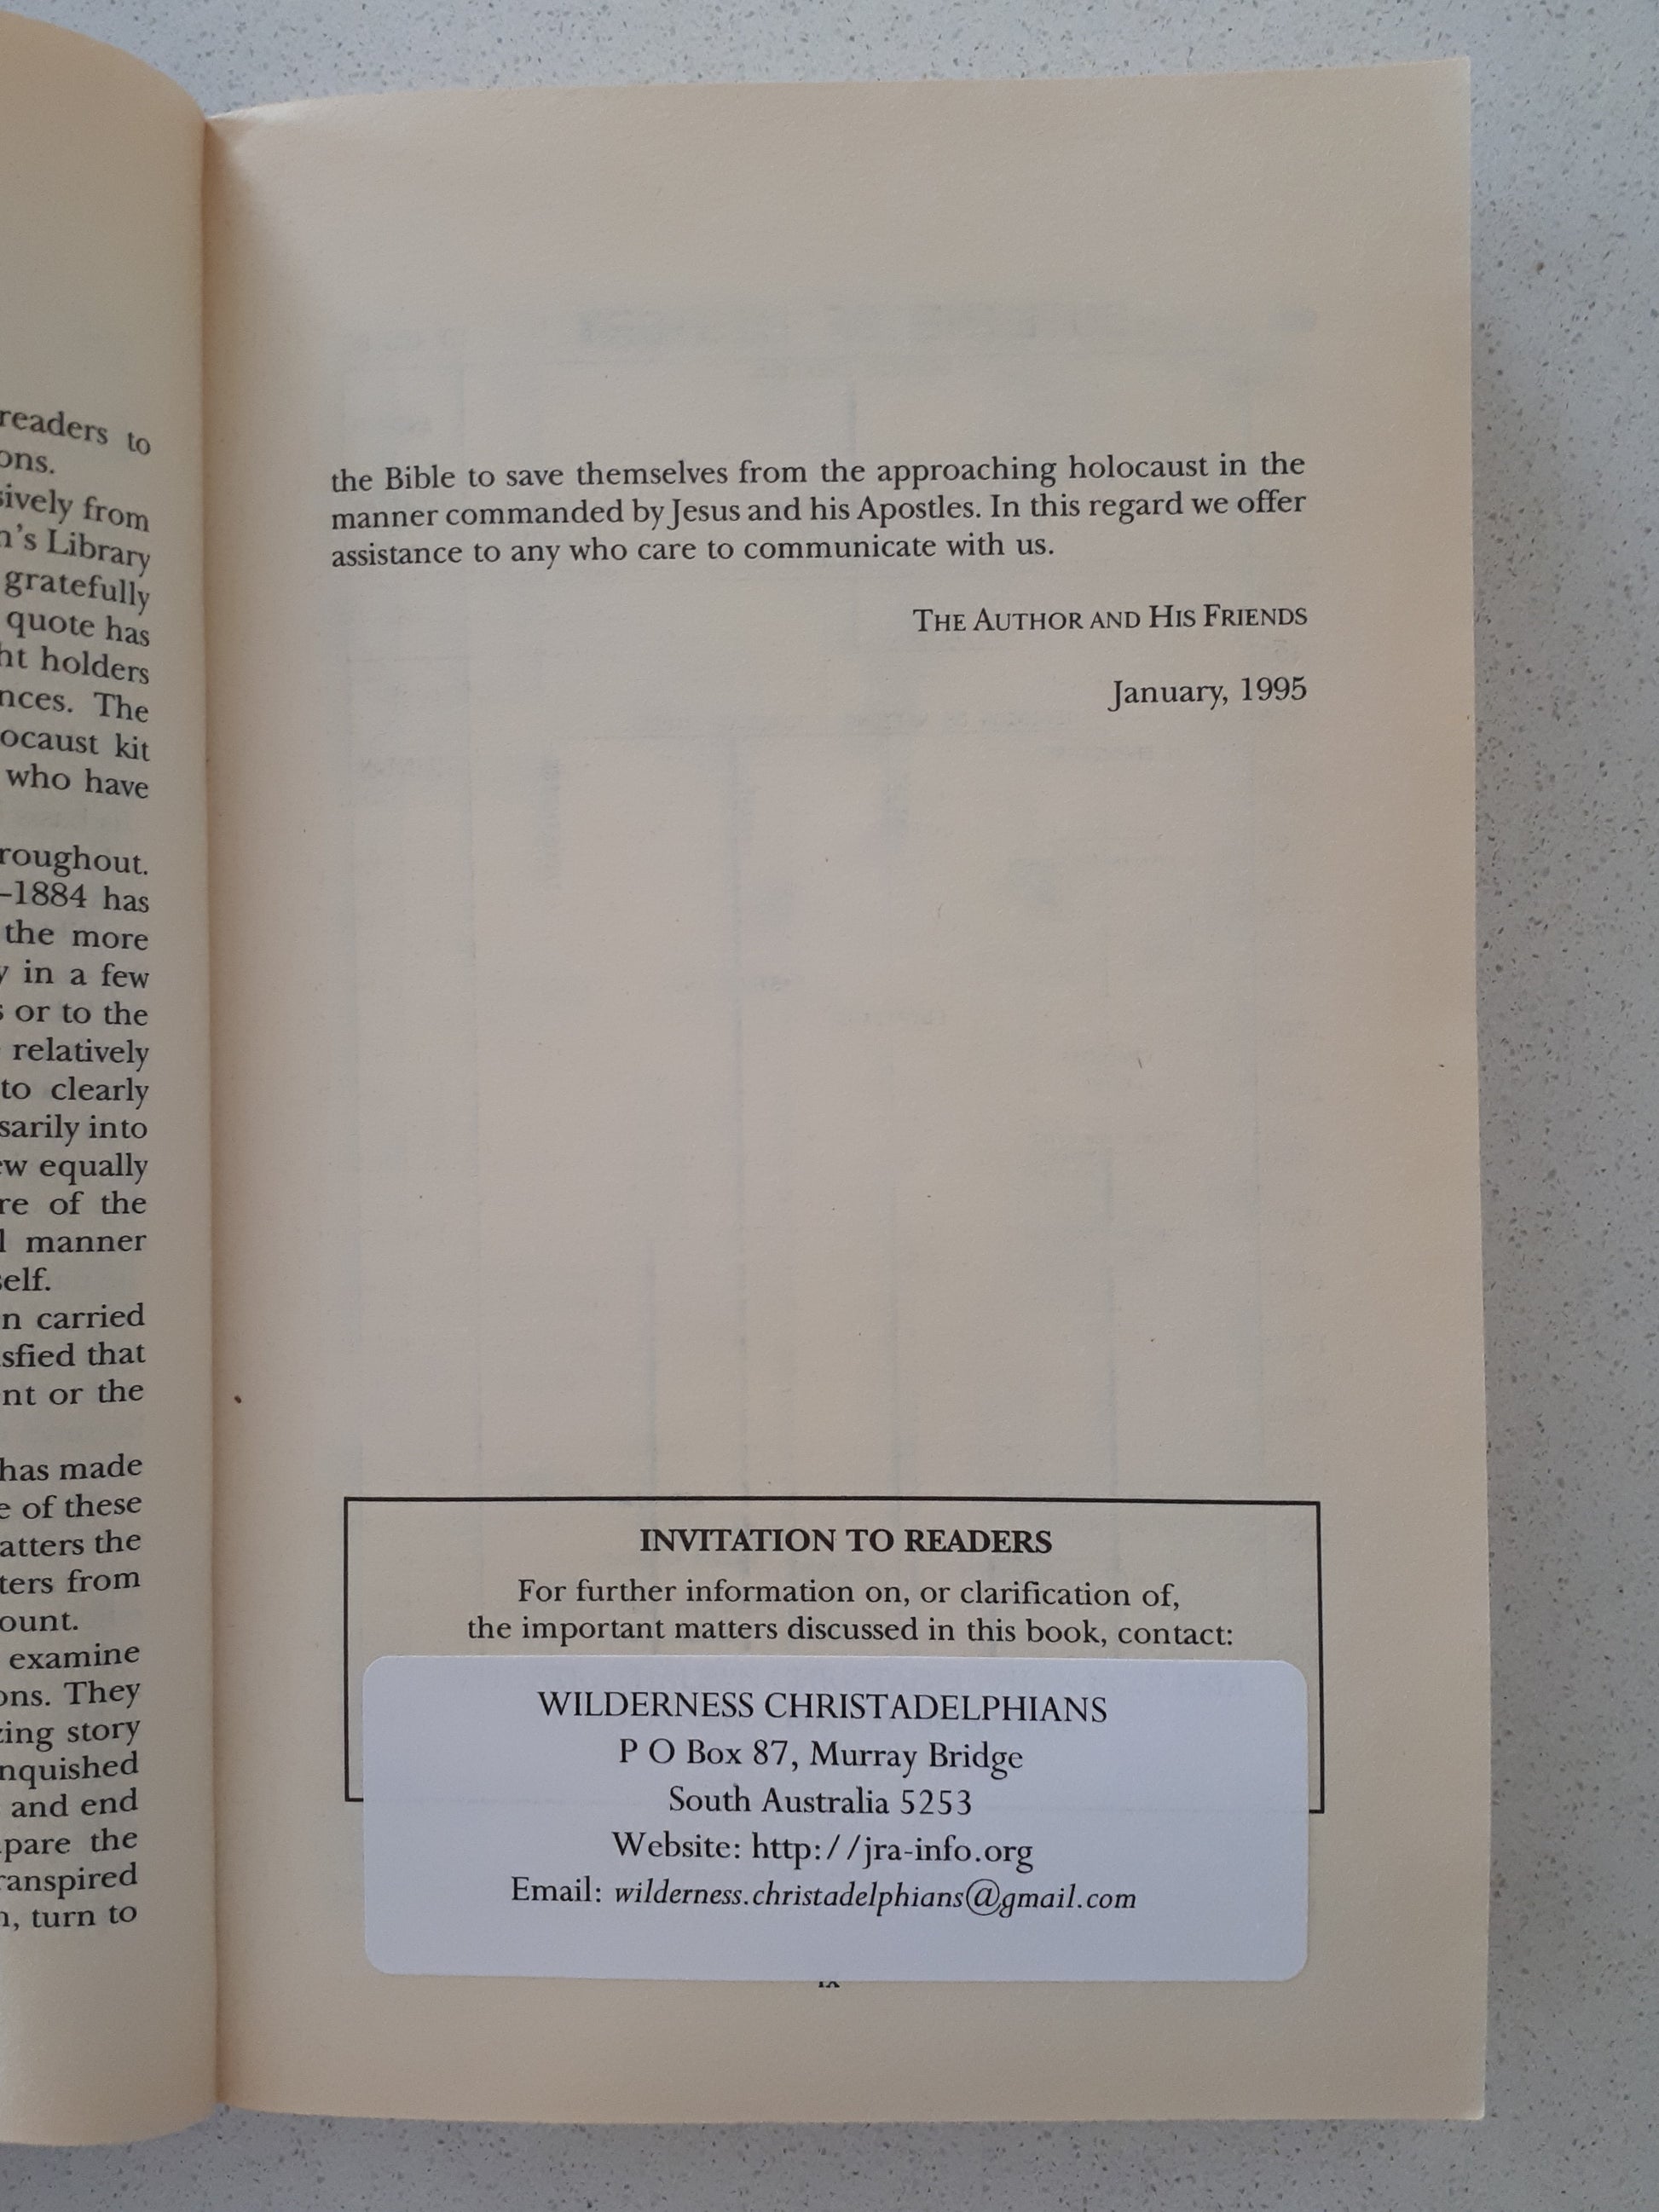 readers to
ons.
sively from
n's Library
gratefully
quote has
ht holders
nces. The
ocaust kit
who have
roughout.
–1884 has
the more
y in a few
s or to the
relatively
to clearly
sarily into
ew equally
re of the
l manner
self.
n carried
sfied that
nt or the
has made
e of these
atters the
ters from
ount.
examine
ons. They
zing story
nquished
and end
pare the
ranspired
n, turn to
the Bible to save themselves from the approaching holocaust in the
manner commanded by Jesus and his Apostles. In this regard we offer
assistance to any who care to communicate with us.
THE AUTHOR AND HIS FRIENDS
January, 1995
INVITATION TO READERS
For further information on, or clarification of,
the important matters discussed in this book, contact:
WILDERNESS CHRISTADELPHIANS
P O Box 87, Murray Bridge
South Australia 5253
Website: http://jra-info.org
Email: wilderness.christadelphians@gmail.com